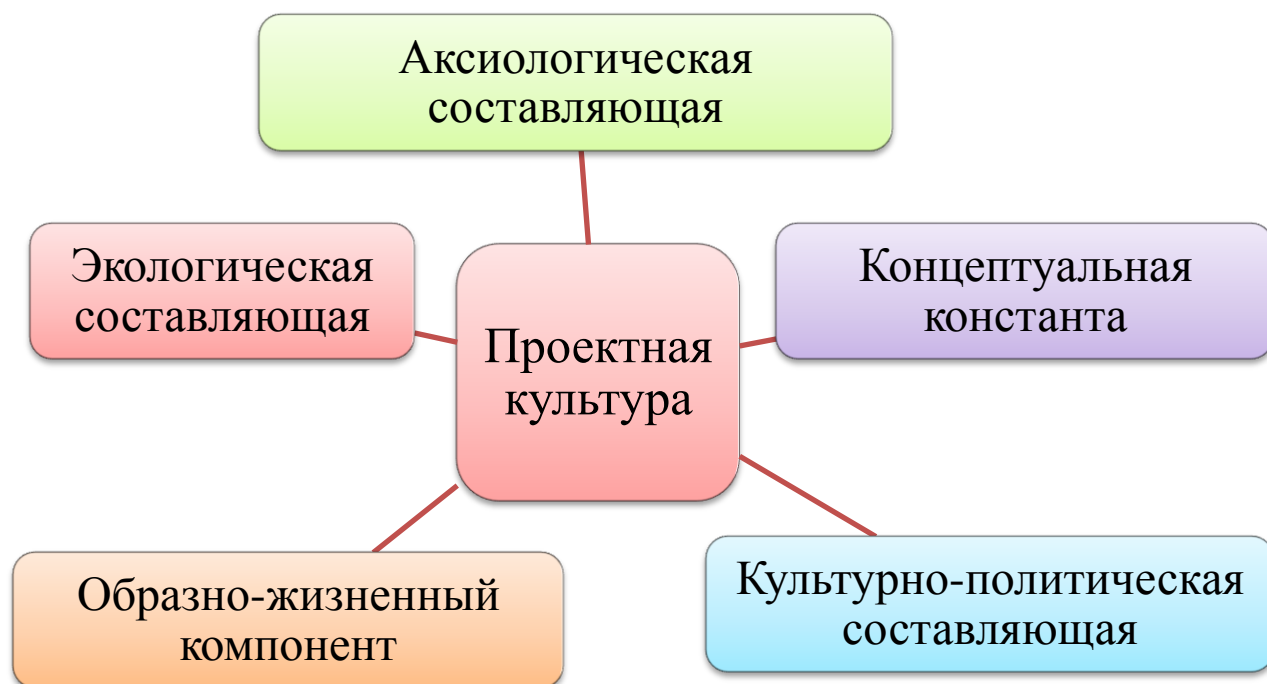 Аксиологическая
составляющая
Экологическая
составляющая
Концептуальная
константа
Проектная
культура
Образно-жизненный
компонент
Культурно-политическая
составляющая